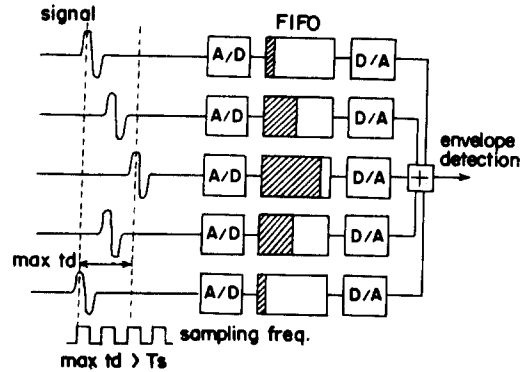 signal
FIFO
A/D
D/A
A/D
D/A
envelope
detection
A/D
D/A
+
A/D
D/A
max td
A/D
D/A
sampling freq.
max td > Ts